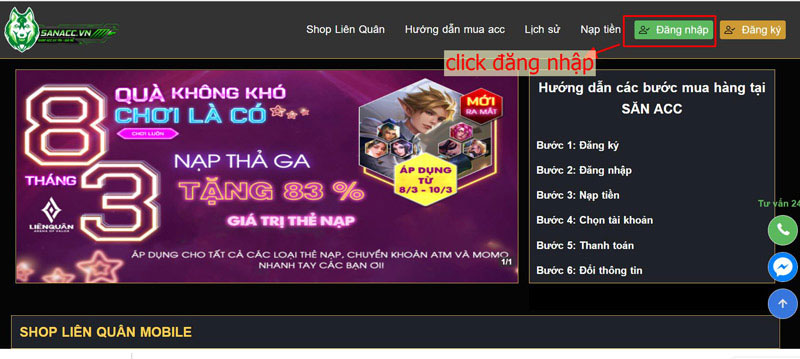 SANACC.VN
Shop Liên Quân
Hướng dẫn mua acc
Lịch sử
Nạp tiền
Đăng nhập
Đăng ký
click đăng nhập
8
QUÀ KHÔNG KHÓ
CHƠI LÀ CÓ
CHƠI LUÔN
THÁNG
3
NẠP THẢ GA
TẶNG 83 %
GIÁ TRỊ THẺ NẠP
MỚI
RA MẮT
ÁP DỤNG
TỪ
8/3 - 10/3
LIÊNQUÂN
ARENA OF VALOR
ÁP DỤNG CHO TẤT CẢ CÁC LOẠI THẺ NẠP, CHUYỂN KHOẢN ATM VÀ MOMO
NHANH TAY CÁC BẠN ƠI!
1/1
Hướng dẫn các bước mua hàng tại
SĂN ACC
Bước 1: Đăng ký
Bước 2: Đăng nhập
Bước 3: Nạp tiền
Bước 4: Chọn tài khoản
Bước 5: Thanh toán
Bước 6: Đổi thông tin
Tư vấn 24
SHOP LIÊN QUÂN MOBILE